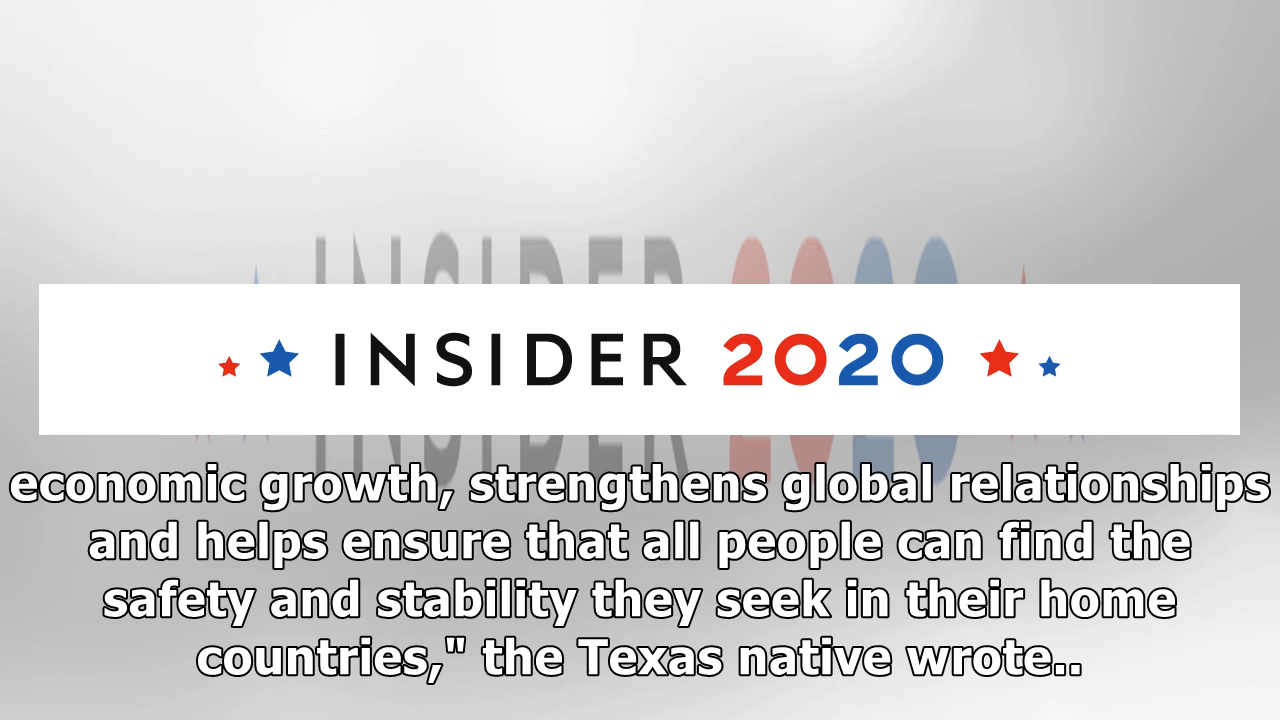 INSIDER 2020
economic growth, strengthens global relationships
and helps ensure that all people can find the
safety and stability they seek in their home
countries," the Texas native wrote..